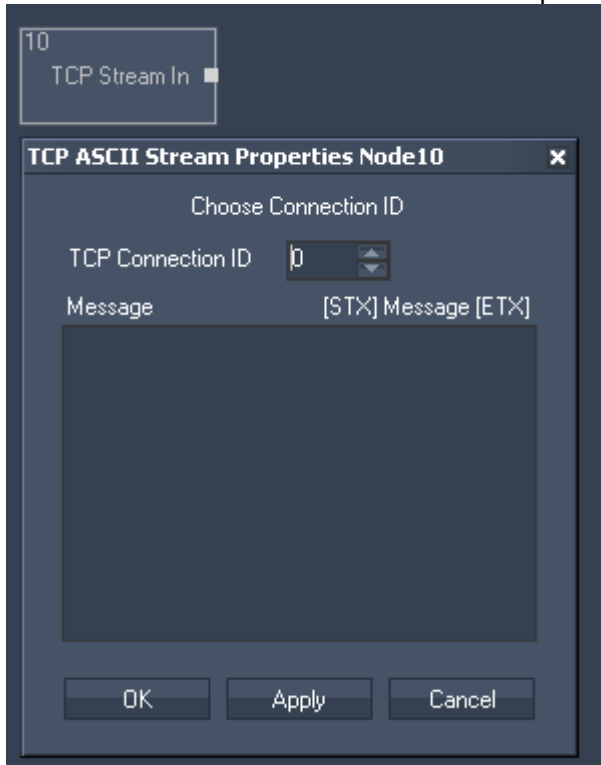 10
TCP Stream In
TCP ASCII Stream Properties Node10
Choose Connection ID
TCP Connection ID 0
Message [STX] Message [ETX]
OK Apply Cancel